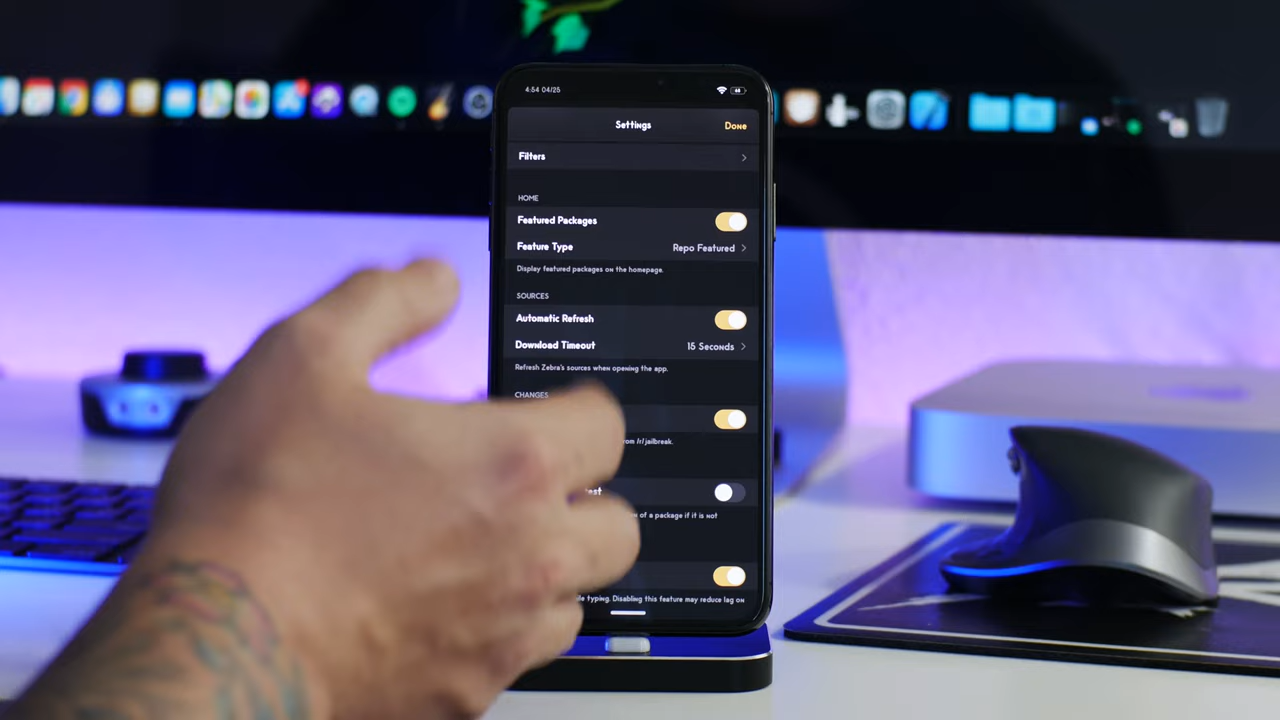 4:54 04/25
48
Settings
Done
Filters
HOME
Featured Packages
Feature Type
Repo Featured
Display featured packages on the homepage.
SOURCES
Automatic Refresh
Download Timeout
15 Seconds
Refresh Zebra's sources when opening the app.
CHANGES
from /r/jailbreak.
est
n of a package if it is not
ile typing. Disabling this feature may reduce lag on